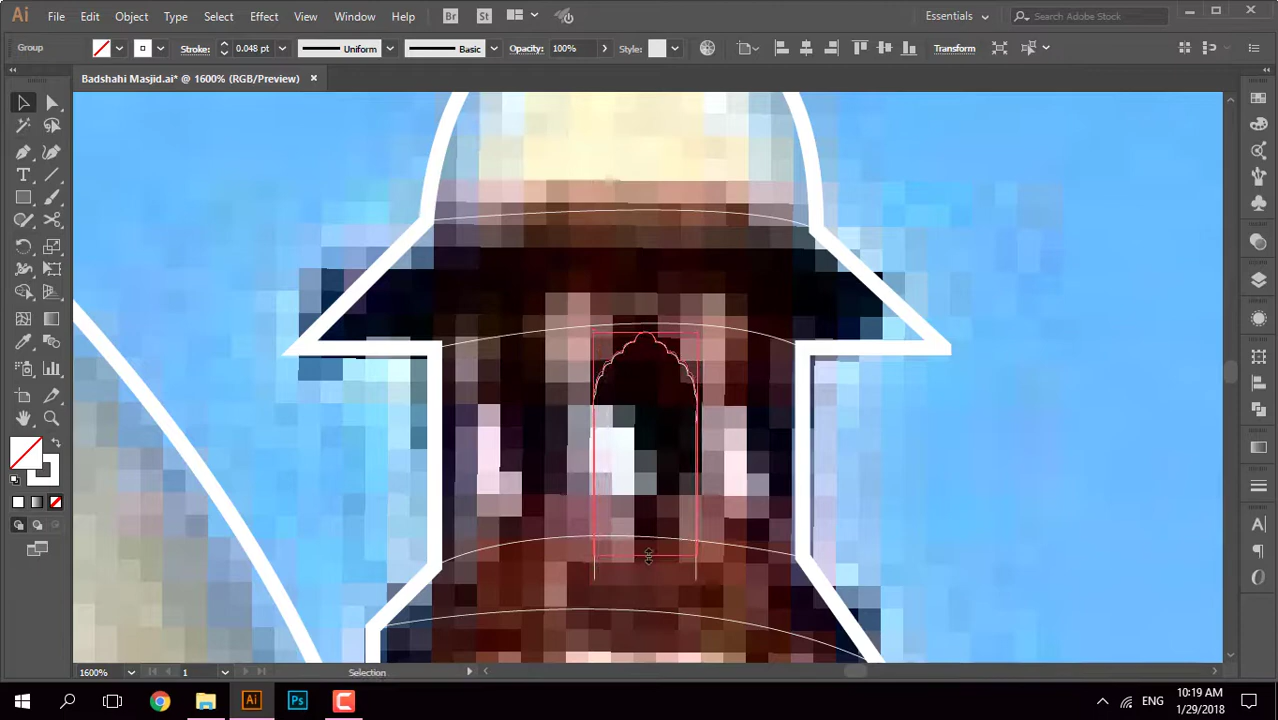 Ai File Edit Object Type Select Effect View Window Help Br St Essentials Search Adobe Stock
Group Stroke: 0.048 pt Uniform Basic Opacity: 100% Style: Transform
Badshahi Masjid.ai* @ 1600% (RGB/Preview)
1600% 1 Selection
Ai Ps ENG 10:19 AM
1/29/2018